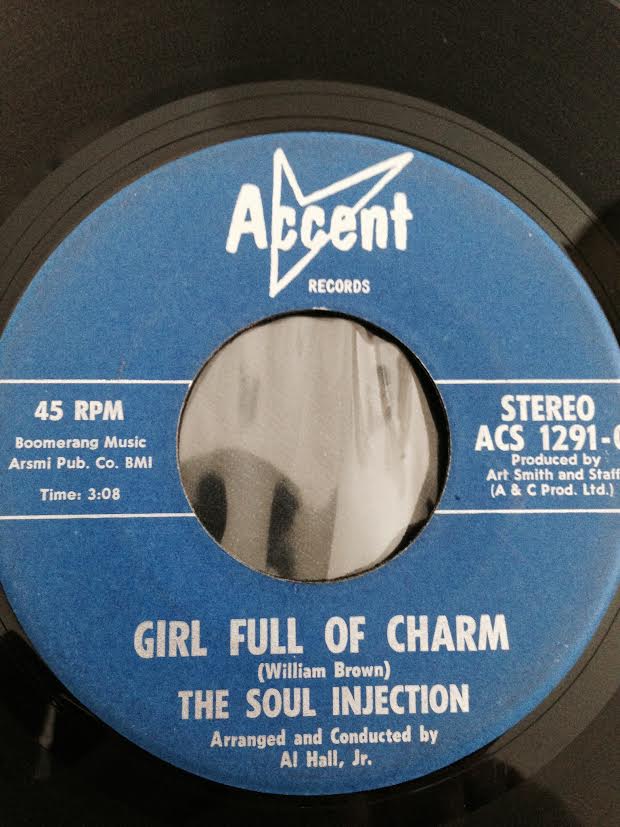 Accent
RECORDS
45 RPM
Boomerang Music
Arsmi Pub. Co. BMI
Time: 3:08
STEREO
ACS 1291-
Produced by
Art Smith and Staff
(A & C Prod. Ltd.)
GIRL FULL OF CHARM
(William Brown)
THE SOUL INJECTION
Arranged and Conducted by
Al Hall, Jr.